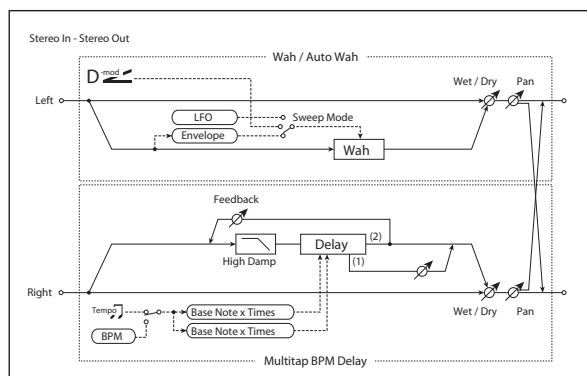 Stereo In - Stereo Out
Wah / Auto Wah
D-mod
Wet / Dry
Pan
Left
LFO
Sweep Mode
Envelope
Wah
Feedback
High Damp
Delay
(2)
(1)
Right
Tempo
Base Note x Times
BPM
Base Note x Times
Wet / Dry
Pan
Multitap BPM Delay